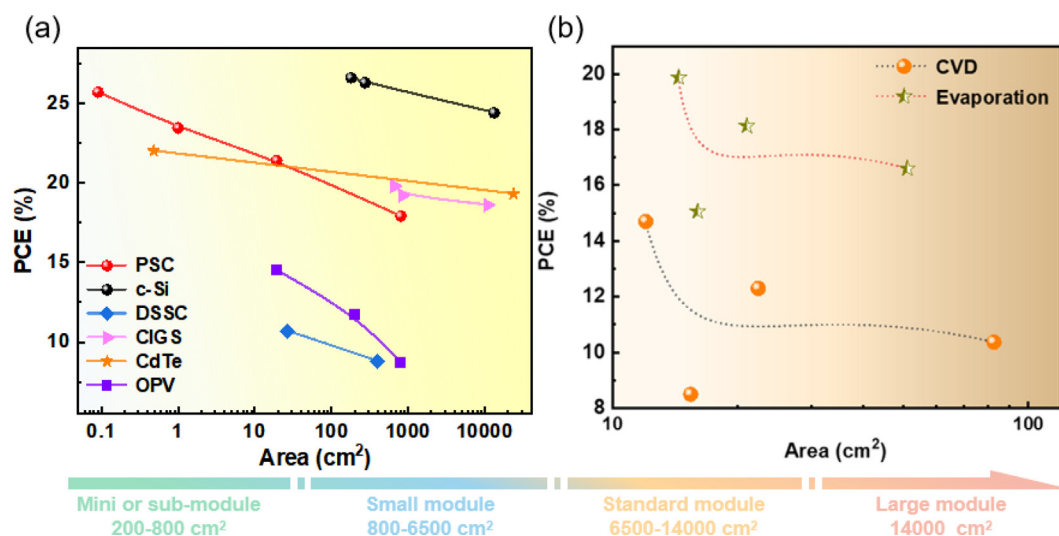 (a)
PCE (%)
25
20
15
10
PSC
c-Si
DSSC
CIGS
CdTe
OPV
0.1 1 10 100 1000 10000
Area (cm²)
(b)
PCE (%)
20
18
16
14
12
10
8
CVD
Evaporation
10 100
Area (cm²)
Mini or sub-module
200-800 cm²
Small module
800-6500 cm²
Standard module
6500-14000 cm²
Large module
14000 cm²